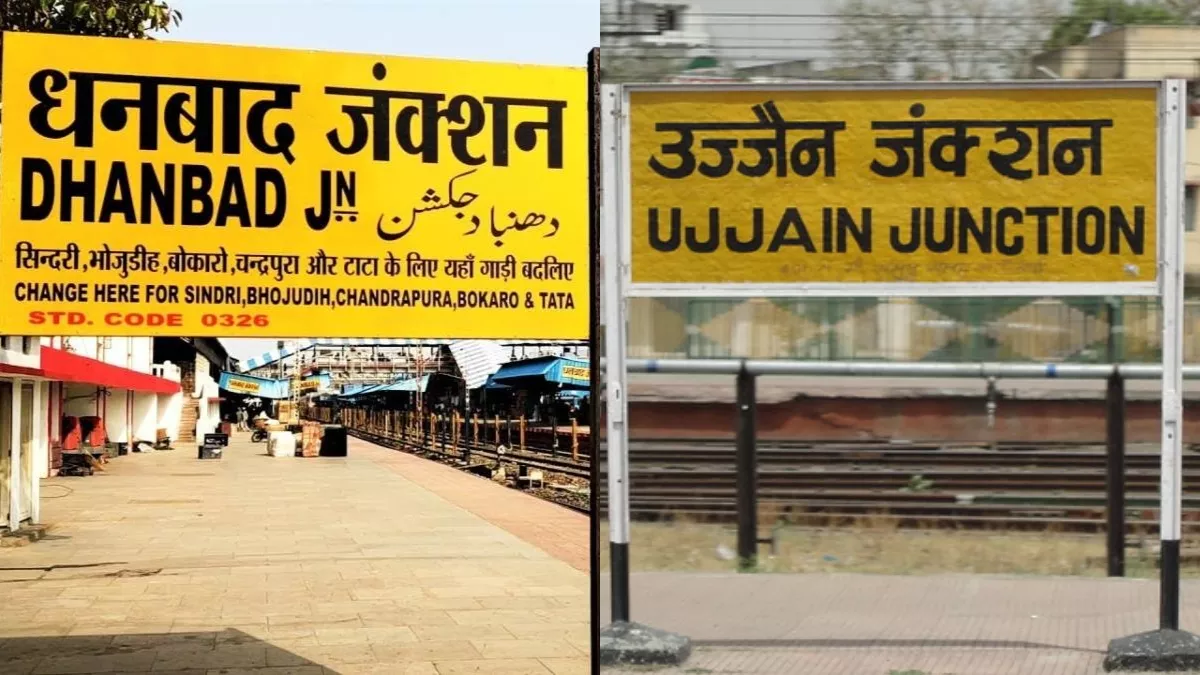 धनबाद जंक्शन
DHANBAD JN
دھنباد جنکشن
सिन्दरी,भोजुडीह,बोकारो,चन्द्रपुरा और टाटा के लिए यहाँ गाड़ी बदलिए
CHANGE HERE FOR SINDRI,BHOJUDIH,CHANDRAPURA,BOKARO & TATA
STD. CODE 0326
उज्जैन जंक्शन
UJJAIN JUNCTION